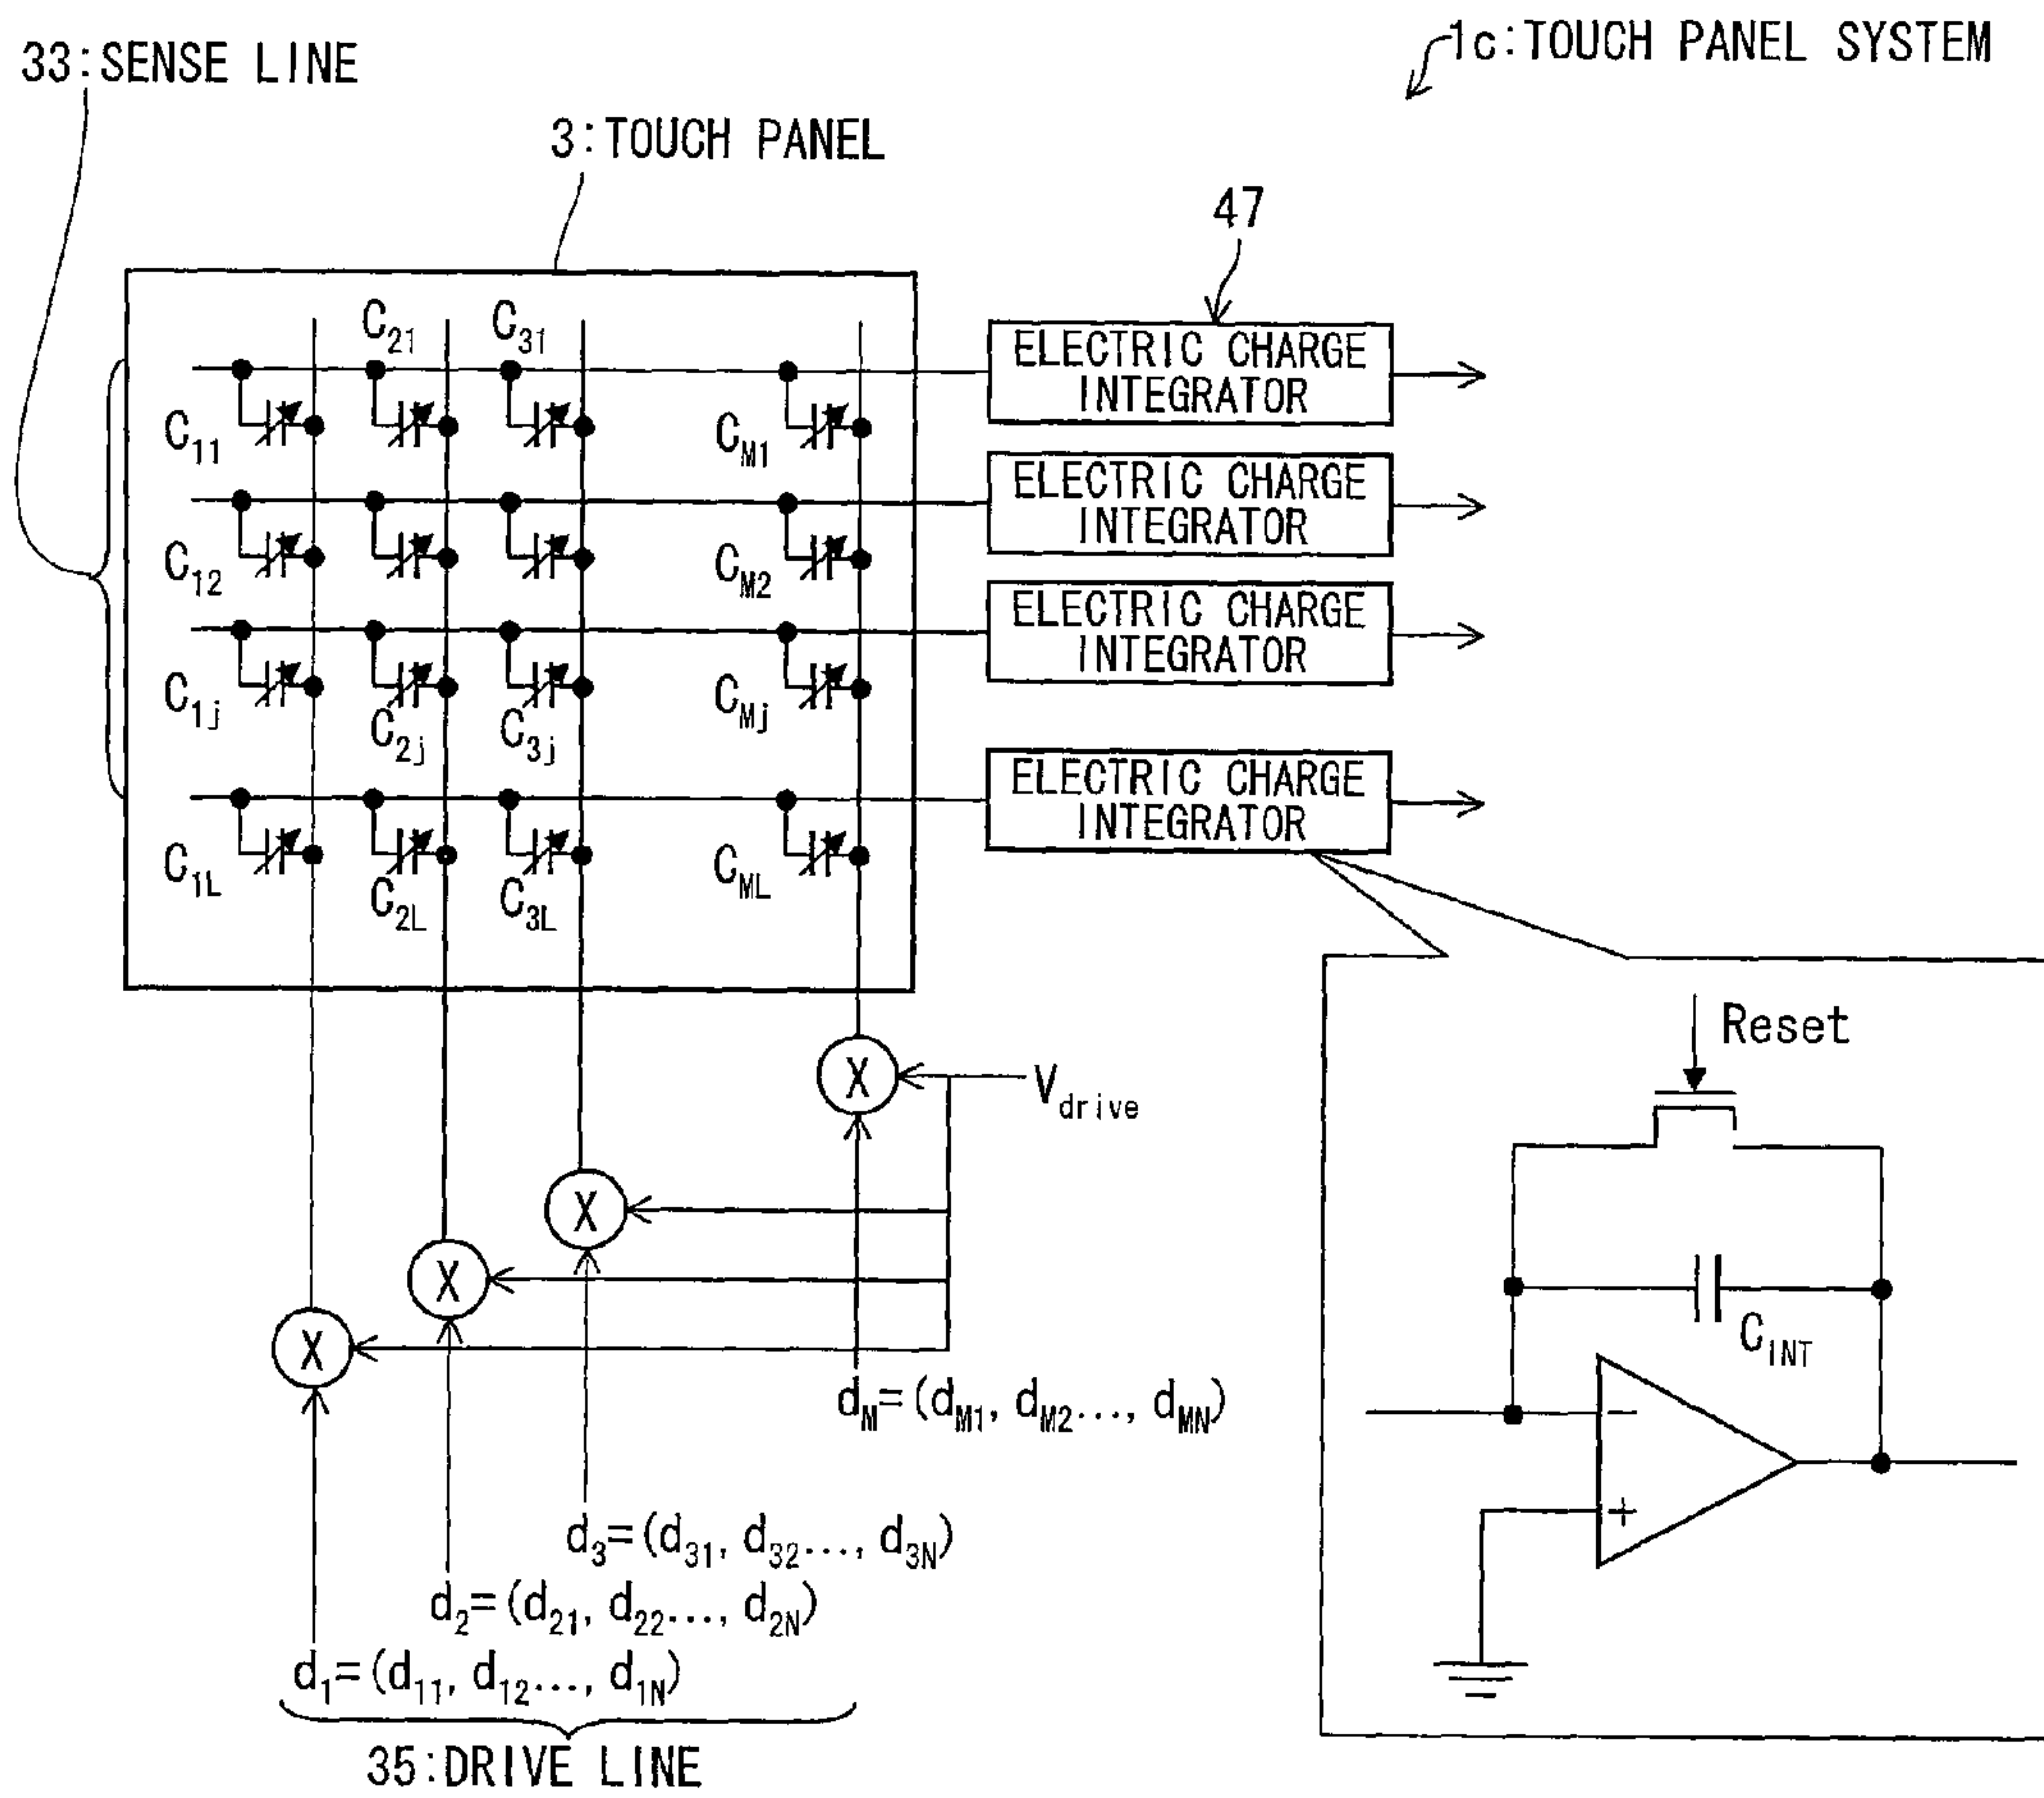 1c:TOUCH PANEL SYSTEM
33:SENSE LINE
3:TOUCH PANEL
47
C21 C31
ELECTRIC CHARGE
INTEGRATOR
C11 CM1
ELECTRIC CHARGE
INTEGRATOR
C12 CM2
ELECTRIC CHARGE
INTEGRATOR
C1j CMj
C2j C3j
ELECTRIC CHARGE
INTEGRATOR
C1L CML
C2L C3L
Reset
X Vdrive
X
X
X
CINT
dM=(dM1, dM2..., dMN)
−
+
d3=(d31, d32..., d3N)
d2=(d21, d22..., d2N)
d1=(d11, d12..., d1N)
35:DRIVE LINE